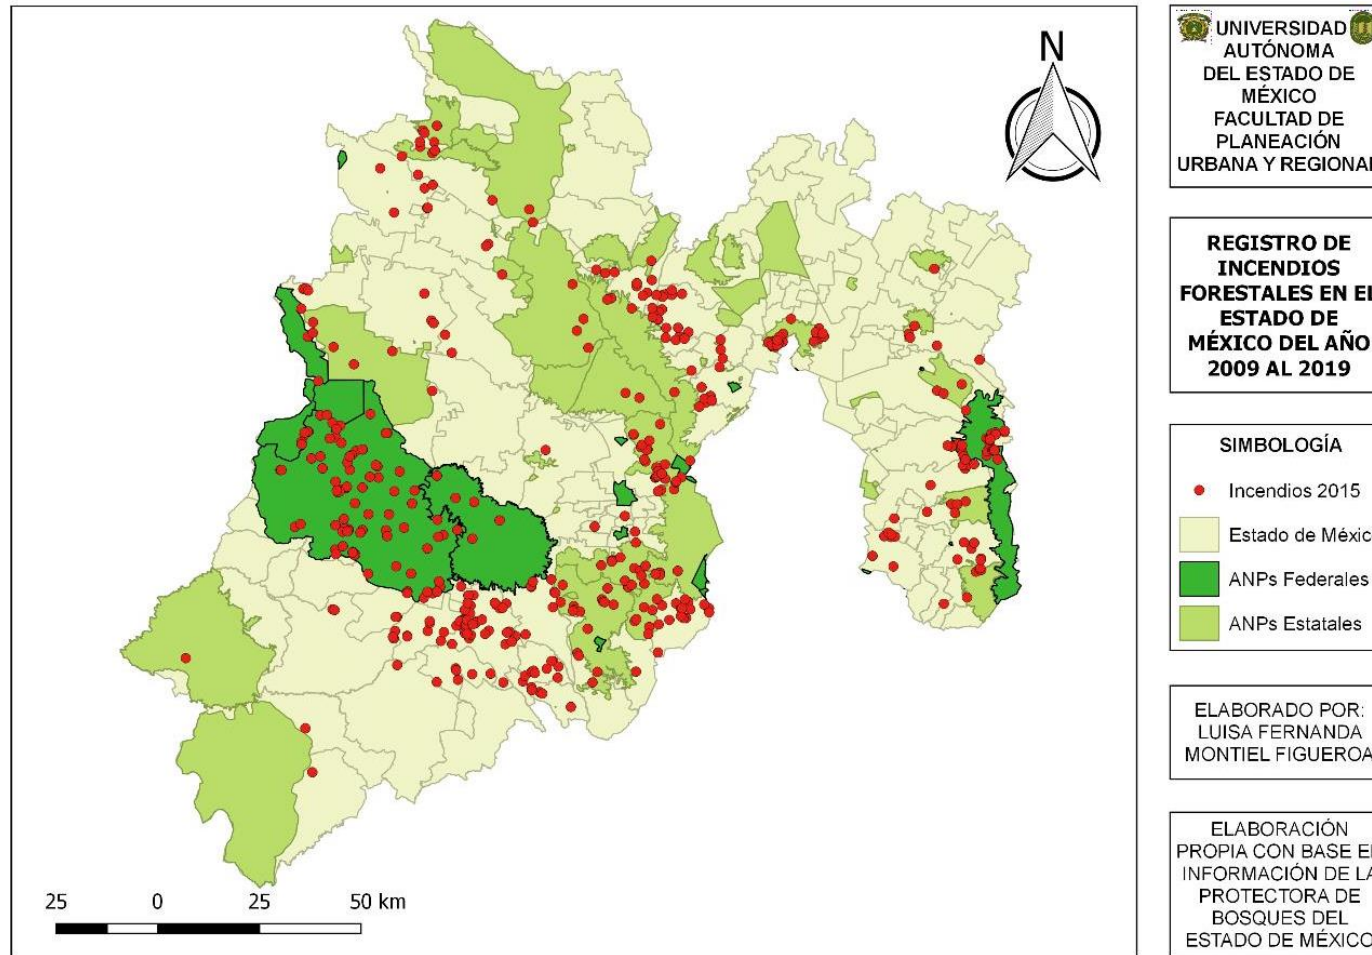 N
25 0 25 50 km
UNIVERSIDAD
AUTÓNOMA
DEL ESTADO DE
MÉXICO
FACULTAD DE
PLANEACIÓN
URBANA Y REGIONAL
REGISTRO DE
INCENDIOS
FORESTALES EN EL
ESTADO DE
MÉXICO DEL AÑO
2009 AL 2019
SIMBOLOGÍA
Incendios 2015
Estado de Méxic
ANPs Federales
ANPs Estatales
ELABORADO POR:
LUISA FERNANDA
MONTIEL FIGUEROA
ELABORACIÓN
PROPIA CON BASE E
INFORMACIÓN DE LA
PROTECTORA DE
BOSQUES DEL
ESTADO DE MÉXICO